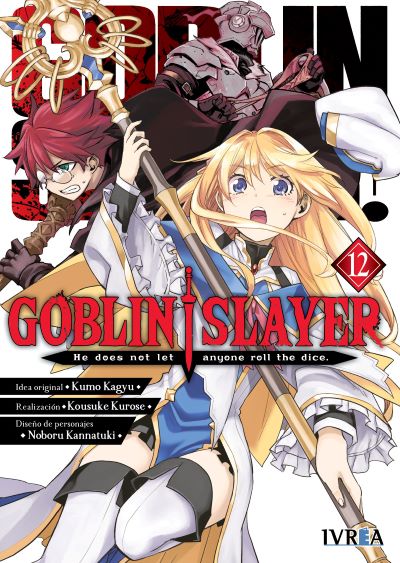 GOBLIN
12
GOBLIN SLAYER
He does not let anyone roll the dice.
Idea original ◆ Kumo Kagyu
Realización ◆ Kousuke Kurose
Diseño de personajes
◆ Noboru Kannatuki
IVREA